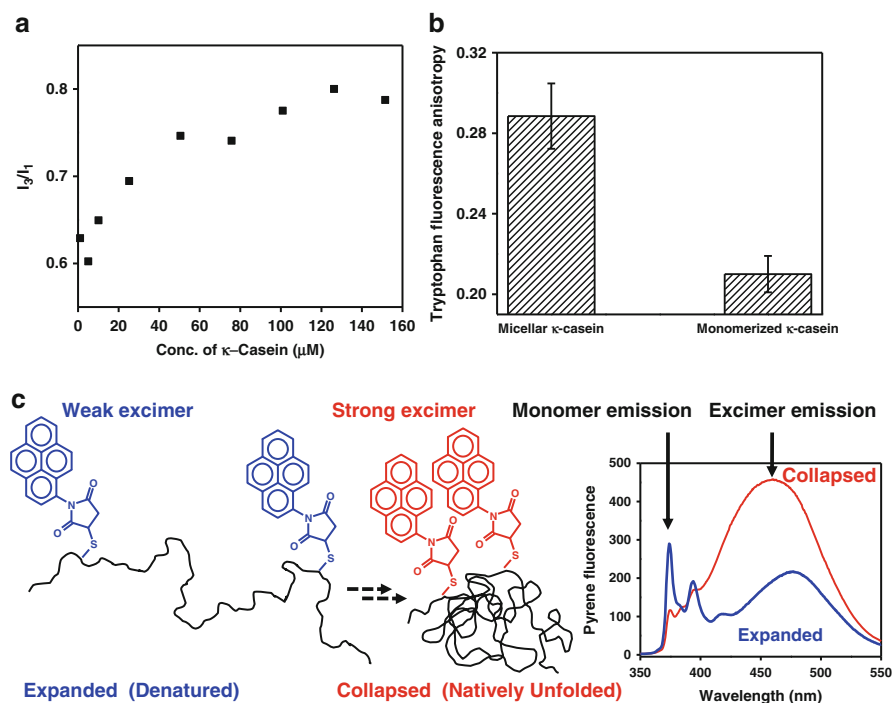 a
0.8
0.7
0.6
I₃/I₁
0 20 40 60 80 100 120 140 160
Conc. of κ–Casein (μM)
b
0.32
0.28
0.24
0.20
Tryptophan fluorescence anisotropy
Micellar κ-casein
Monomerized κ-casein
c
Weak excimer
Strong excimer
O
N
O
S
O
N
O
S
O
N
O
S
O
N
O
S
Expanded (Denatured)
Collapsed (Natively Unfolded)
Monomer emission
Excimer emission
500
400
300
200
100
0
Pyrene fluorescence
Collapsed
Expanded
350 400 450 500 550
Wavelength (nm)